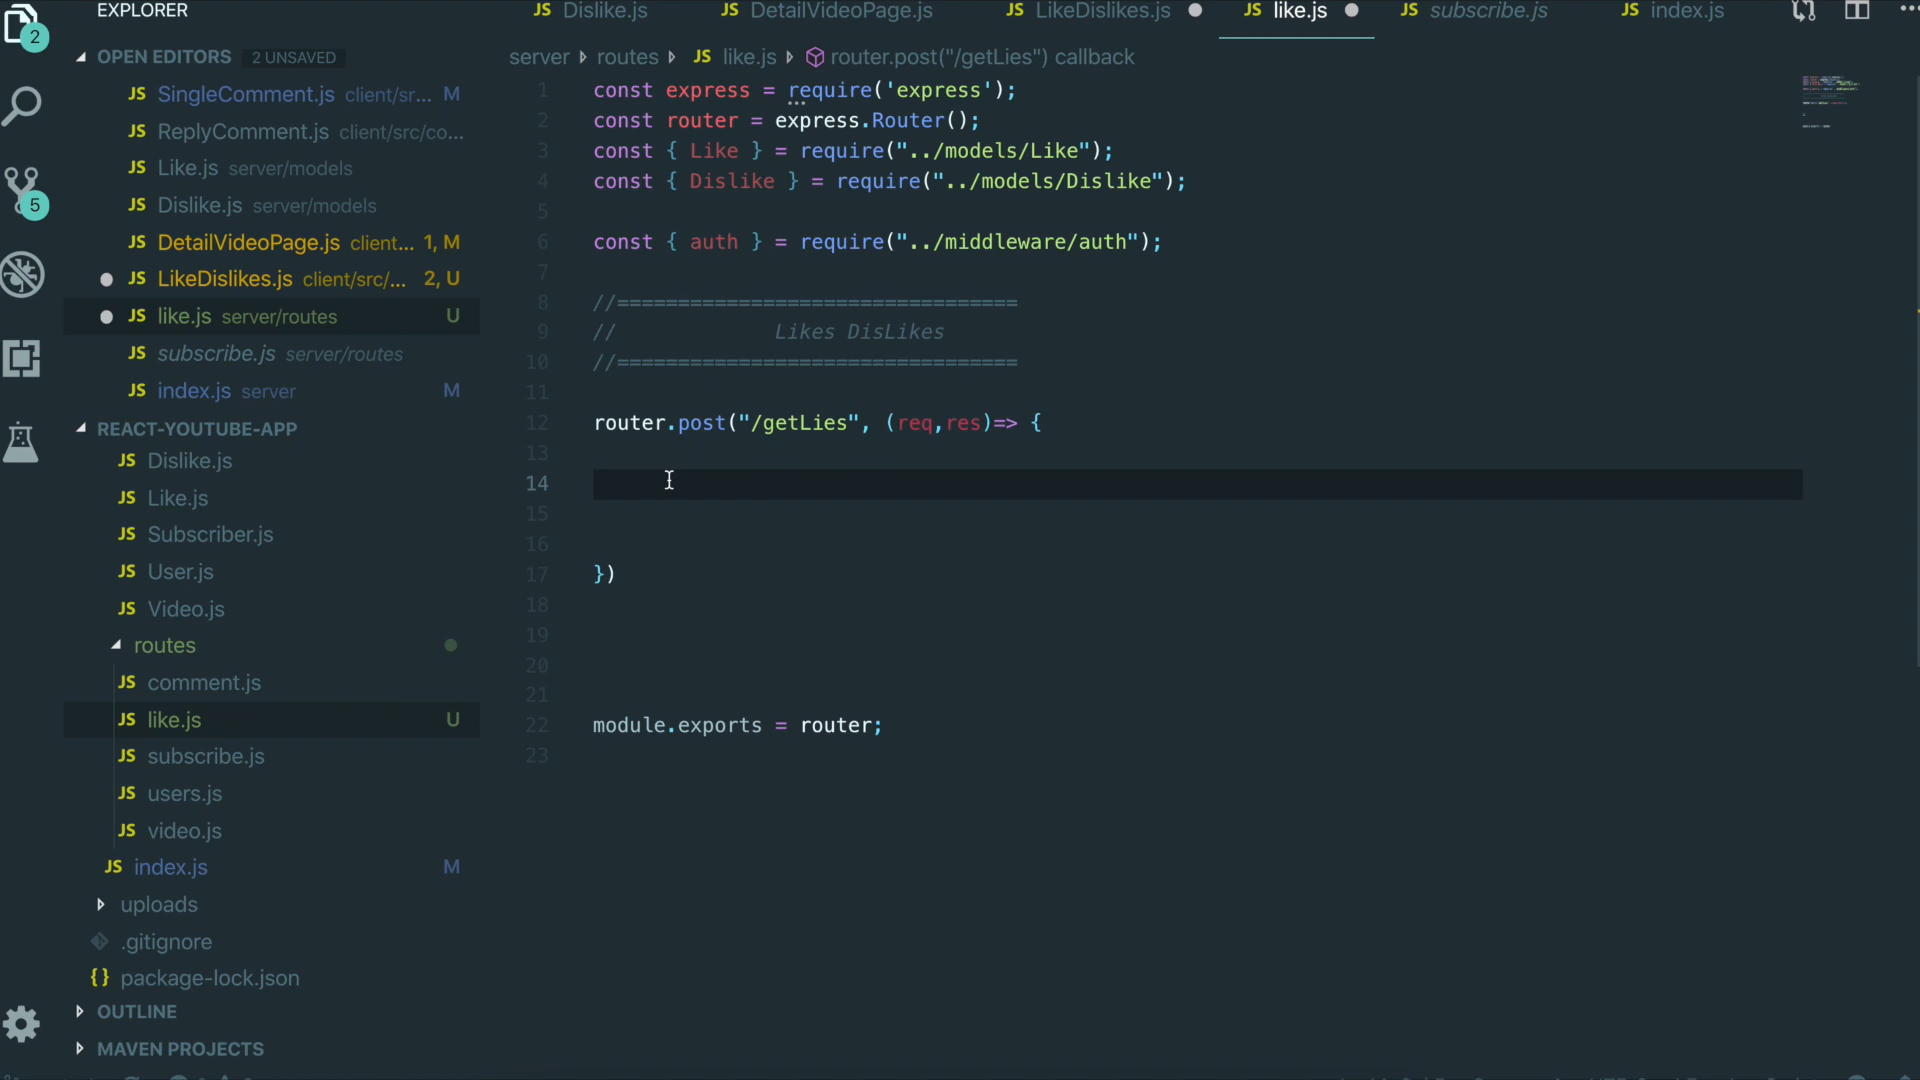 EXPLORER
2
OPEN EDITORS 2 UNSAVED
JS SingleComment.js client/sr... M
JS ReplyComment.js client/src/co...
JS Like.js server/models
JS Dislike.js server/models
JS DetailVideoPage.js client... 1, M
JS LikeDislikes.js client/src/... 2, U
JS like.js server/routes U
JS subscribe.js server/routes
JS index.js server M
5
REACT-YOUTUBE-APP
JS Dislike.js
JS Like.js
JS Subscriber.js
JS User.js
JS Video.js
routes
JS comment.js
JS like.js U
JS subscribe.js
JS users.js
JS video.js
JS index.js M
uploads
.gitignore
{} package-lock.json
OUTLINE
MAVEN PROJECTS
JS Dislike.js JS DetailVideoPage.js JS LikeDislikes.js JS like.js JS subscribe.js JS index.js
server routes JS like.js router.post("/getLies") callback
1 const express = require('express');
2 const router = express.Router();
3 const { Like } = require("../models/Like");
4 const { Dislike } = require("../models/Dislike");
5
6 const { auth } = require("../middleware/auth");
7
8 //=================================
9 // Likes DisLikes
10 //=================================
11
12 router.post("/getLies", (req,res)=> {
13
14
15
16
17 })
18
19
20
21
22 module.exports = router;
23